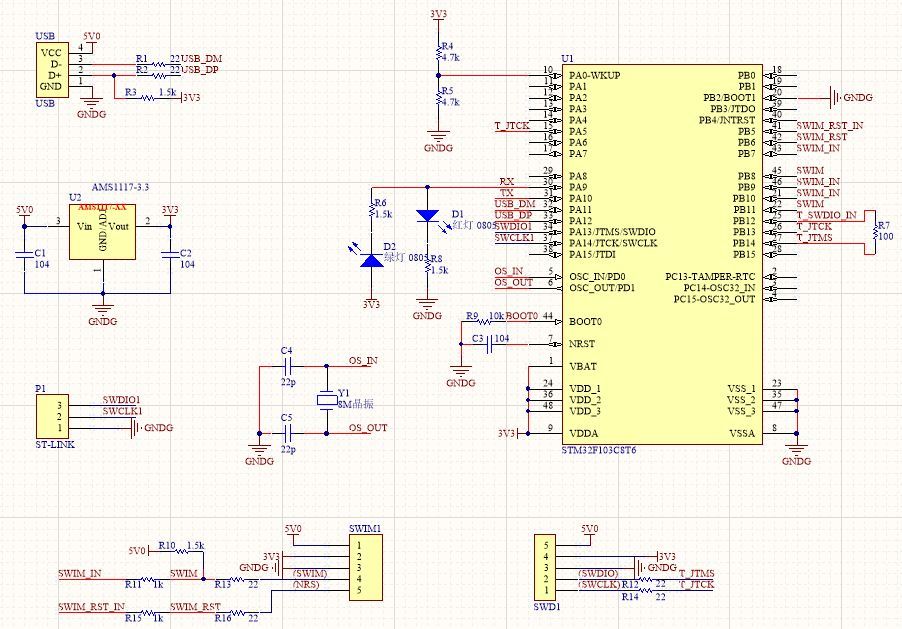 USB
5V0
VCC 4
D- 3
D+ 2
GND 1
R1 22 USB_DM
R2 22 USB_DP
R3 1.5k 3V3
USB
GNDG
3V3
R4
4.7k
R5
4.7k
GNDG
AMS1117-3.3
U2
AMS1117-XX
5V0
3V3
3 Vin GND/ADJ Vout 2
1
C1
104
C2
104
GNDG
P1
3 SWDIO1
2 SWCLK1
1 GNDG
ST-LINK
R6
1.5k
D1
红灯 0805
D2
绿灯 0805
R8
1.5k
3V3
GNDG
C4
22p
OS_IN
Y1
8M晶振
C5
22p
OS_OUT
GNDG
U1
10 PA0-WKUP
11 PA1
12 PA2
13 PA3
14 PA4
T_JTCK 15 PA5
16 PA6
17 PA7
29 PA8
RX 30 PA9
TX 31 PA10
USB_DM 32 PA11
USB_DP 33 PA12
SWDIO1 34 PA13/JTMS/SWDIO
SWCLK1 37 PA14/JTCK/SWCLK
38 PA15/JTDI
OS_IN 5 OSC_IN/PD0
OS_OUT 6 OSC_OUT/PD1
R9 10k BOOT0 44 BOOT0
C3 104 7 NRST
GNDG
1 VBAT
24 VDD_1
36 VDD_2
48 VDD_3
3V3 9 VDDA
PB0 18
PB1 19
PB2/BOOT1 20 GNDG
PB3/JTDO 39
PB4/JNTRST 40
PB5 41 SWIM_RST_IN
PB6 42 SWIM_RST
PB7 43 SWIM_IN
PB8 45 SWIM
PB9 46 SWIM_IN
PB10 21 SWIM_IN
PB11 22 SWIM
PB12 25 T_SWDIO_IN
PB13 26 T_JTCK
PB14 27 T_JTMS
PB15 28
R7
100
PC13-TAMPER-RTC 2
PC14-OSC32_IN 3
PC15-OSC32_OUT 4
VSS_1 23
VSS_2 35
VSS_3 47
VSSA 8
STM32F103C8T6
GNDG
5V0 R10 1.5k
SWIM_IN R11 1k SWIM R13 22
SWIM_RST_IN R15 1k SWIM_RST R16 22
SWIM1
5V0
1
3V3 2
GNDG 3
(SWIM) 4
(NRS) 5
5V0
5
4 3V3
3 GNDG
2 (SWDIO) R12 22 T_JTMS
1 (SWCLK) R14 22 T_JTCK
SWD1